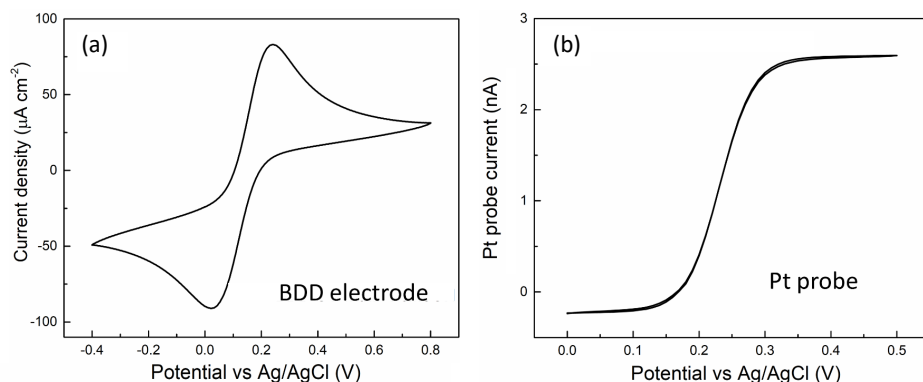 (a)
100
50
0
-50
-100
Current density (μA cm-2)
BDD electrode
-0.4 -0.2 0.0 0.2 0.4 0.6 0.8
Potential vs Ag/AgCl (V)
(b)
3
2
1
0
Pt probe current (nA)
Pt probe
0.0 0.1 0.2 0.3 0.4 0.5
Potential vs Ag/AgCl (V)